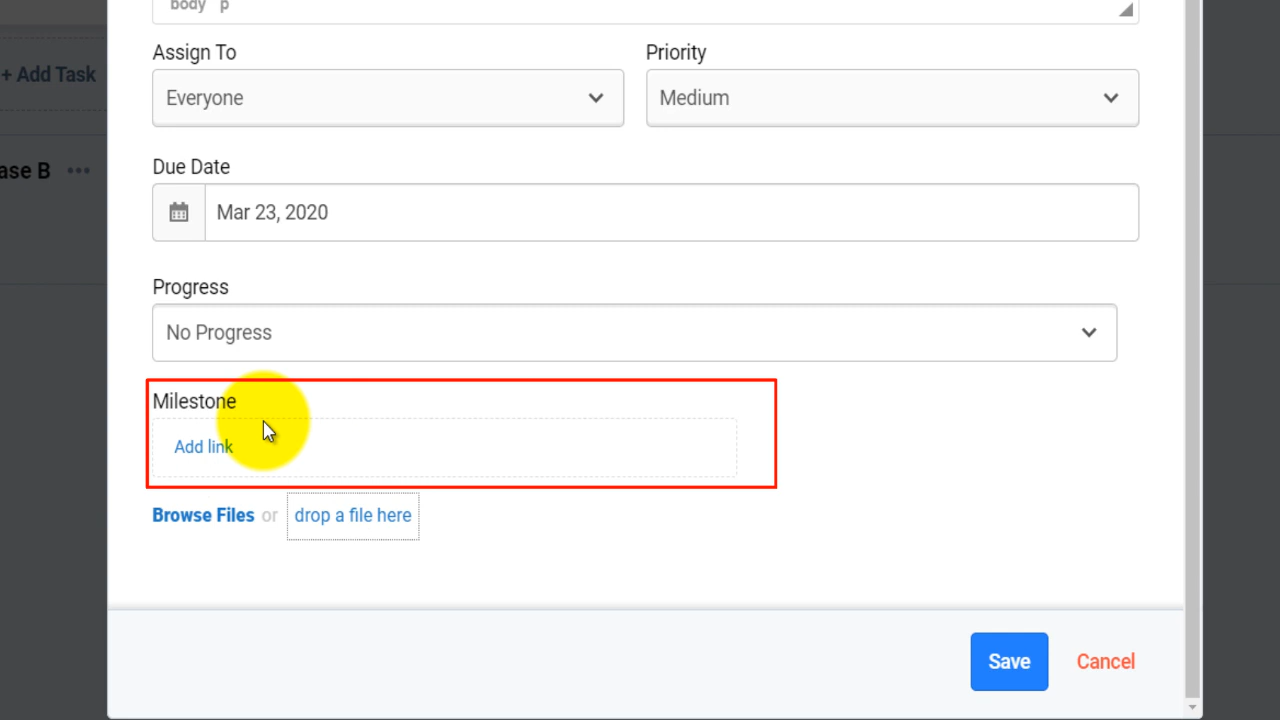 body p
Assign To Priority
+ Add Task
Everyone Medium
Due Date
ase B •••
Mar 23, 2020
Progress
No Progress
Milestone
Add link
Browse Files or drop a file here
Save Cancel